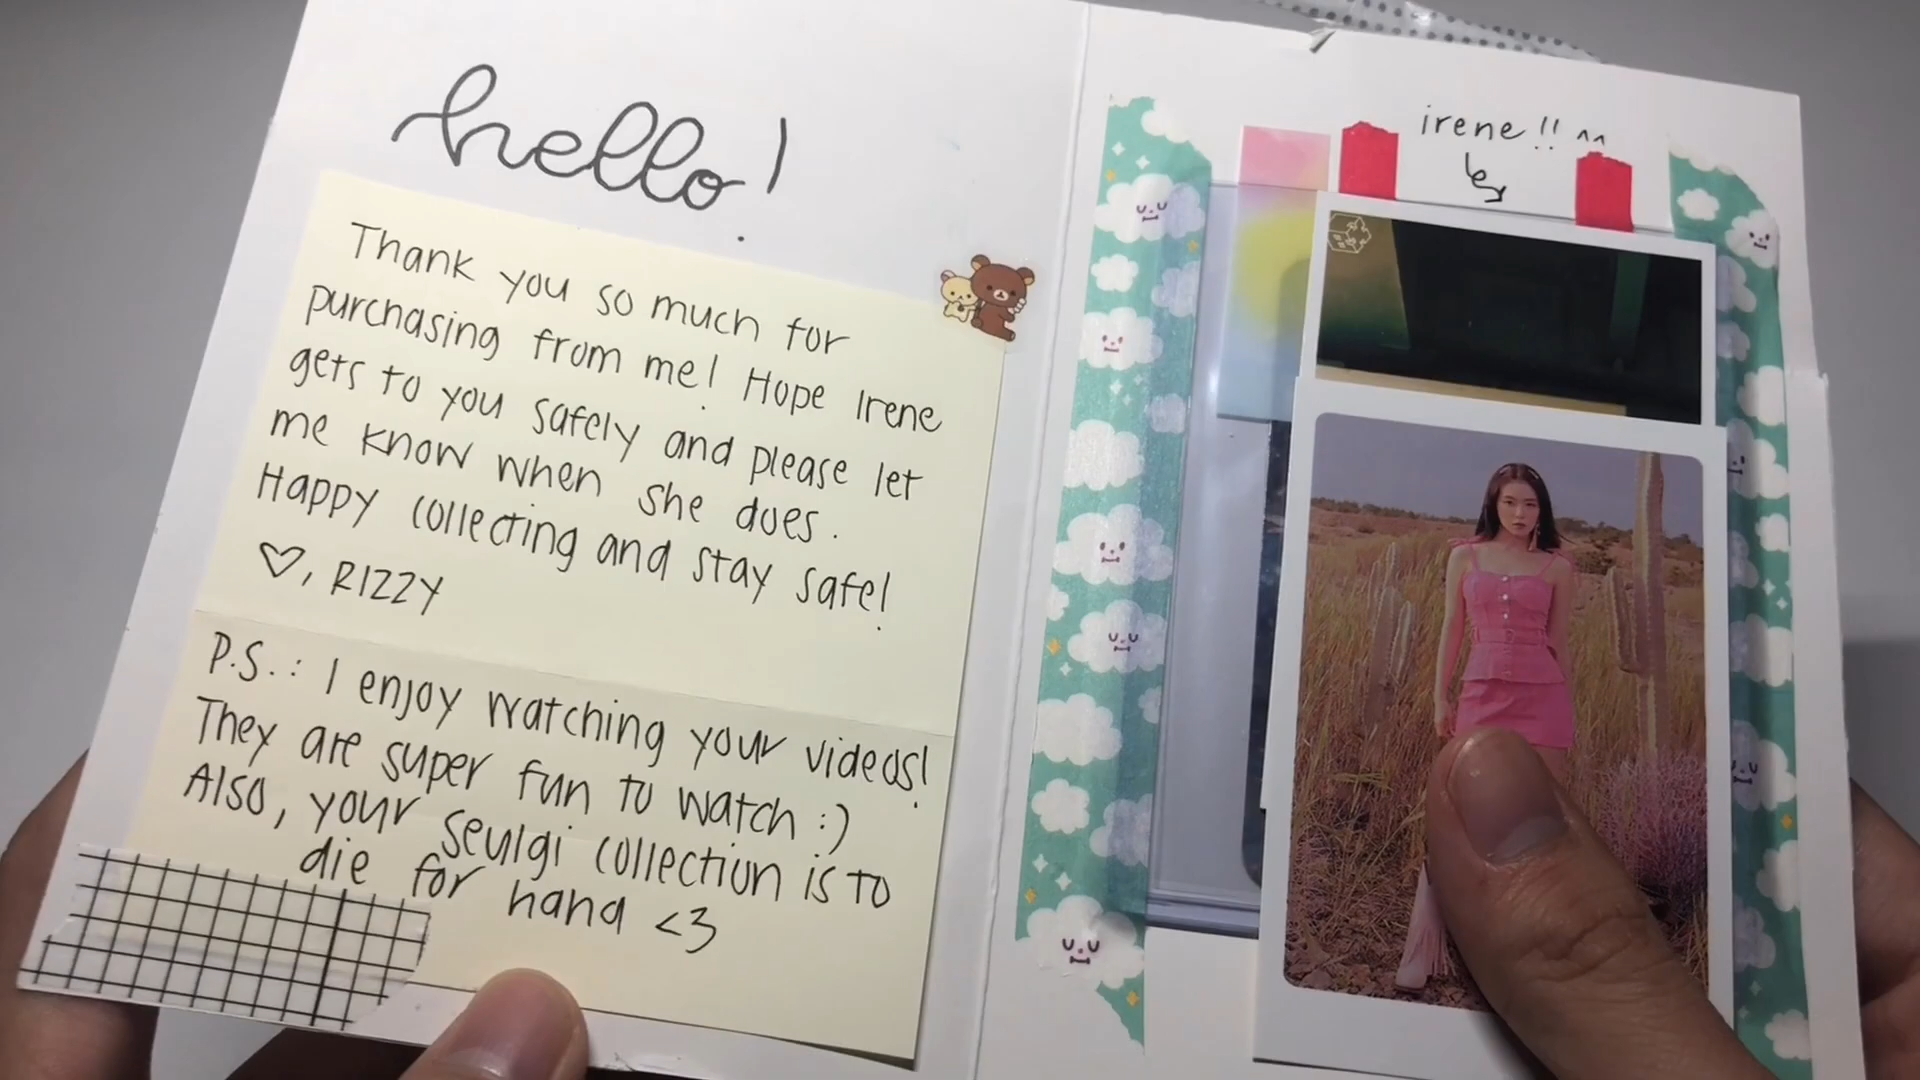 hello!
Thank you so much for
purchasing from me! Hope Irene
gets to you safely and please let
me know when she does.
Happy collecting and stay safe!
♡, RIZZY
P.S.: I enjoy watching your videos!
They are super fun to watch :)
Also, your Seulgi collection is to
die for hana <3
irene!! ^^